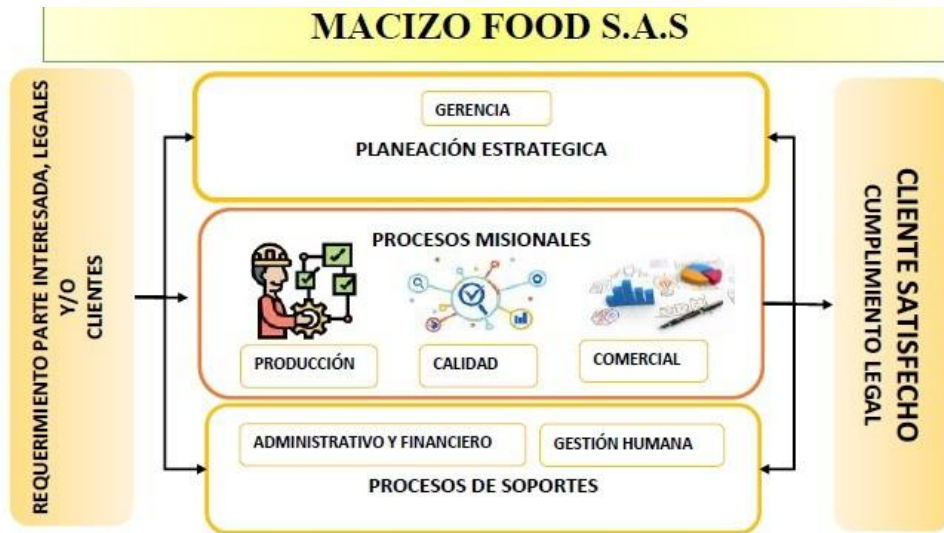 MACIZO FOOD S.A.S
REQUERIMIENTO PARTE INTERESADA, LEGALES
Y/O
CLIENTES
GERENCIA
PLANEACIÓN ESTRATEGICA
PROCESOS MISIONALES
PRODUCCIÓN
CALIDAD
COMERCIAL
ADMINISTRATIVO Y FINANCIERO
GESTIÓN HUMANA
PROCESOS DE SOPORTES
CLIENTE SATISFECHO
CUMPLIMIENTO LEGAL